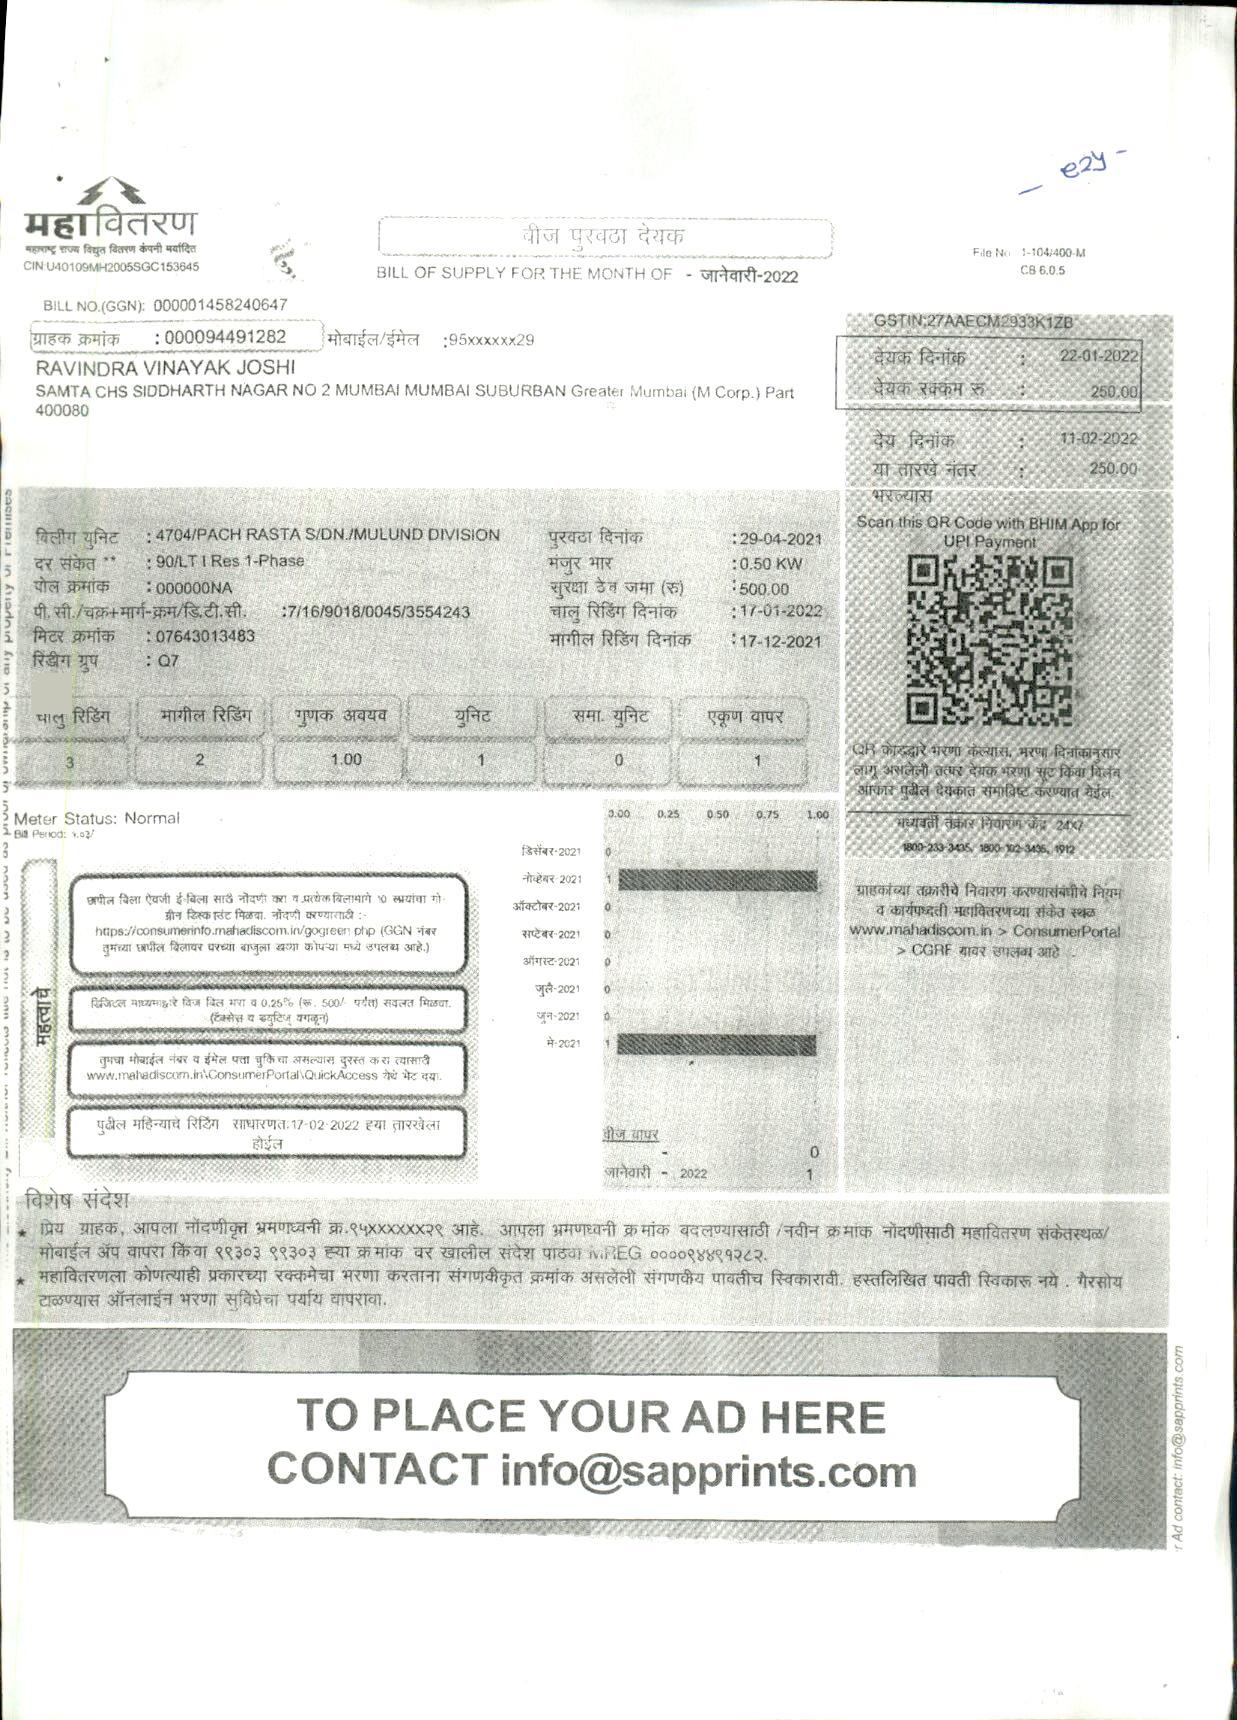 e2y -
महावितरण
महाराष्ट्र राज्य विद्युत वितरण कंपनी मर्यादित
CIN:U40109MH2005SGC153645
वीज पुरवठा देयक
BILL OF SUPPLY FOR THE MONTH OF - जानेवारी-2022
File No 1-104/400-M
CB 6.0.5
BILL NO.(GGN): 000001458240647
ग्राहक क्रमांक :000094491282 मोबाईल/ईमेल :95xxxxxx29
RAVINDRA VINAYAK JOSHI
SAMTA CHS SIDDHARTH NAGAR NO 2 MUMBAI MUMBAI SUBURBAN Greater Mumbai (M Corp.) Part
400080
GSTIN:27AAECM2933K1ZB
देयक दिनांक : 22-01-2022
देयक रक्कम रु : 250.00
देय दिनांक : 11-02-2022
या तारखे नंतर : 250.00
भरल्यास
Scan this QR Code with BHIM App for
UPI Payment
बिलींग युनिट : 4704/PACH RASTA S/DN./MULUND DIVISION
दर संकेत ** : 90/LT I Res 1-Phase
पोल क्रमांक : 000000NA
पी.सी./चक्र+मार्ग-क्रम/डि.टी.सी. :7/16/9018/0045/3554243
मिटर क्रमांक : 07643013483
रिडींग ग्रुप : Q7
पुरवठा दिनांक :29-04-2021
मंजुर भार :0.50 KW
सुरक्षा ठेव जमा (रु) :500.00
चालु रिडिंग दिनांक :17-01-2022
मागील रिडिंग दिनांक :17-12-2021
चालु रिडिंग मागील रिडिंग गुणक अवयव युनिट समा. युनिट एकूण वापर
3 2 1.00 1 0 1
QR कोडद्वारे भरणा केल्यास, भरणा दिनांकानुसार
लागू असलेली तत्पर देयक भरणा सूट किंवा विलंब
आकार पुढील देयकात समाविष्ट करण्यात येईल.
मध्यवर्ती तक्रार निवारण केंद्र 24x7
1800-233-3435, 1800-102-3435, 1912
ग्राहकांच्या तक्रारीचे निवारण करण्यासंबंधीचे नियम
व कार्यपध्दती महावितरणच्या संकेत स्थळ
www.mahadiscom.in > ConsumerPortal
> CGRF यावर उपलब्ध आहे .
Meter Status: Normal
Bill Period: १.०३/
महत्वाचे
छापील बिला ऐवजी ई-बिला साठी नोंदणी करा व प्रत्येक बिलामागे १० रूपयांचा गो-
ग्रीन डिस्काउंट मिळवा. नोंदणी करण्यासाठी :-
https://consumerinfo.mahadiscom.in/gogreen.php (GGN नंबर
तुमच्या छापील बिलावर वरच्या बाजुला डाव्या कोपऱ्या मध्ये उपलब्ध आहे.)
डिजिटल माध्यमाद्वारे विज बिल भरा व 0.25% (रू. 500/- पर्यंत) सवलत मिळवा.
(टॅक्सेस व ड्युटिज् वगळून)
तुमचा मोबाईल नंबर व ईमेल पत्ता चुकिचा असल्यास दुरुस्त करा त्यासाठी
www.mahadiscom.in\ConsumerPortal\QuickAccess येथे भेट द्या.
पुढील महिन्याचे रिडिंग साधारणत:17-02-2022 ह्या तारखेला
होईल
0.00 0.25 0.50 0.75 1.00
डिसेंबर-2021 0
नोव्हेंबर-2021 1
ऑक्टोबर-2021 0
सप्टेंबर-2021 0
ऑगस्ट-2021 0
जुलै-2021 0
जुन-2021 0
मे-2021 1
वीज वापर
- 0
जानेवारी - 2022 1
विशेष संदेश
★ प्रिय ग्राहक, आपला नोंदणीकृत भ्रमणध्वनी क्र.९५XXXXXX२९ आहे. आपला भ्रमणध्वनी क्रमांक बदलण्यासाठी /नवीन क्रमांक नोंदणीसाठी महावितरण संकेतस्थळ/
मोबाईल ॲप वापरा किंवा ९९३०३ ९९३०३ ह्या क्रमांक वर खालील संदेश पाठवा MREG ००००९४४९१२८२.
★ महावितरणला कोणत्याही प्रकारच्या रक्कमेचा भरणा करताना संगणकीकृत क्रमांक असलेली संगणकीय पावतीच स्विकारावी. हस्तलिखित पावती स्विकारू नये . गैरसोय
टाळण्यास ऑनलाईन भरणा सुविधेचा पर्याय वापरावा.
TO PLACE YOUR AD HERE
CONTACT info@sapprints.com
r Ad contact: info@sapprints.com